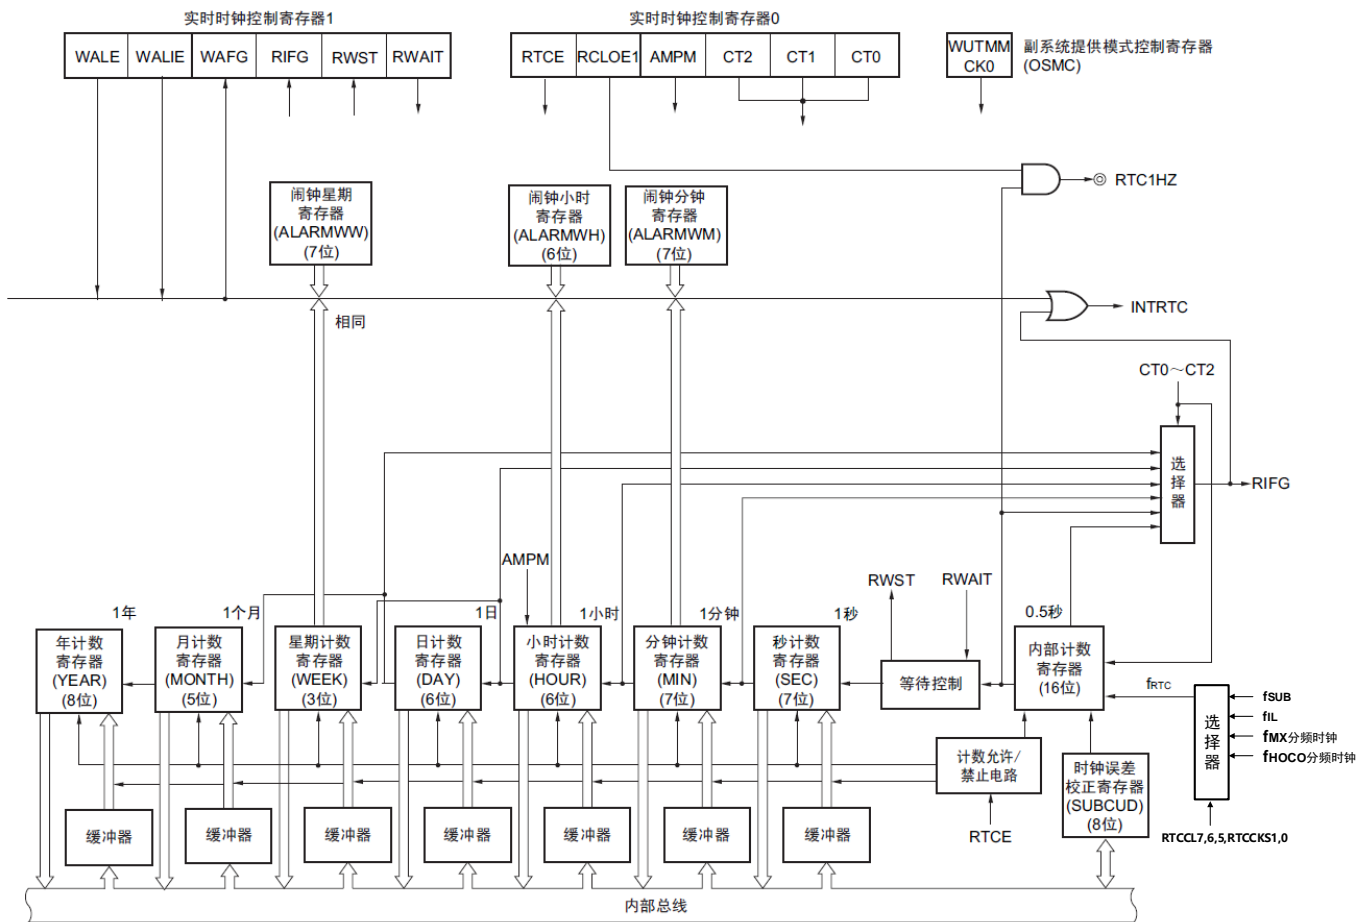 实时时钟控制寄存器1
实时时钟控制寄存器0
WALE
WALIE
WAFG
RIFG
RWST
RWAIT
RTCE
RCLOE1
AMPM
CT2
CT1
CT0
WUTMM
CK0
副系统提供模式控制寄存器
(OSMC)
RTC1HZ
闹钟星期
寄存器
(ALARMWW)
(7位)
闹钟小时
寄存器
(ALARMWH)
(6位)
闹钟分钟
寄存器
(ALARMWM)
(7位)
相同
INTRTC
CT0～CT2
选
择
器
RIFG
AMPM
RWST
RWAIT
1年
1个月
1日
1小时
1分钟
1秒
0.5秒
年计数
寄存器
(YEAR)
(8位)
月计数
寄存器
(MONTH)
(5位)
星期计数
寄存器
(WEEK)
(3位)
日计数
寄存器
(DAY)
(6位)
小时计数
寄存器
(HOUR)
(6位)
分钟计数
寄存器
(MIN)
(7位)
秒计数
寄存器
(SEC)
(7位)
等待控制
内部计数
寄存器
(16位)
fRTC
选
择
器
fSUB
fIL
fMX分频时钟
fHOCO分频时钟
RTCCL7,6,5,RTCCKS1,0
计数允许/
禁止电路
RTCE
时钟误差
校正寄存器
(SUBCUD)
(8位)
缓冲器
缓冲器
缓冲器
缓冲器
缓冲器
缓冲器
缓冲器
内部总线